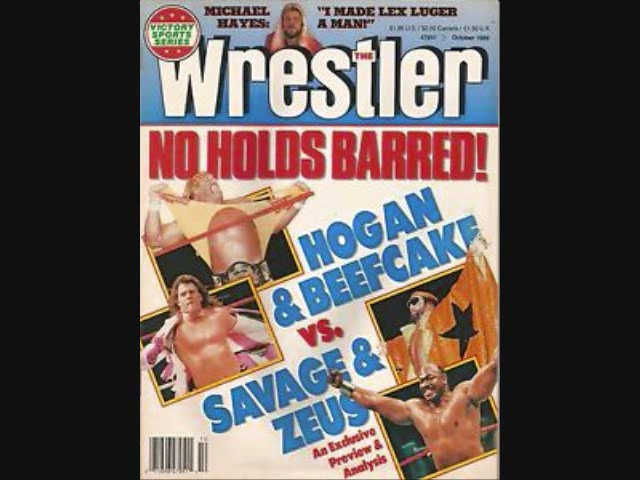 VICTORY
SPORTS
SERIES
MICHAEL
HAYES:
"I MADE LEX LUGER
A MAN!"
October 1989
THE
Wrestler
NO HOLDS BARRED!
HOGAN
& BEEFCAKE
VS.
SAVAGE &
ZEUS
An Exclusive
Preview &
Analysis